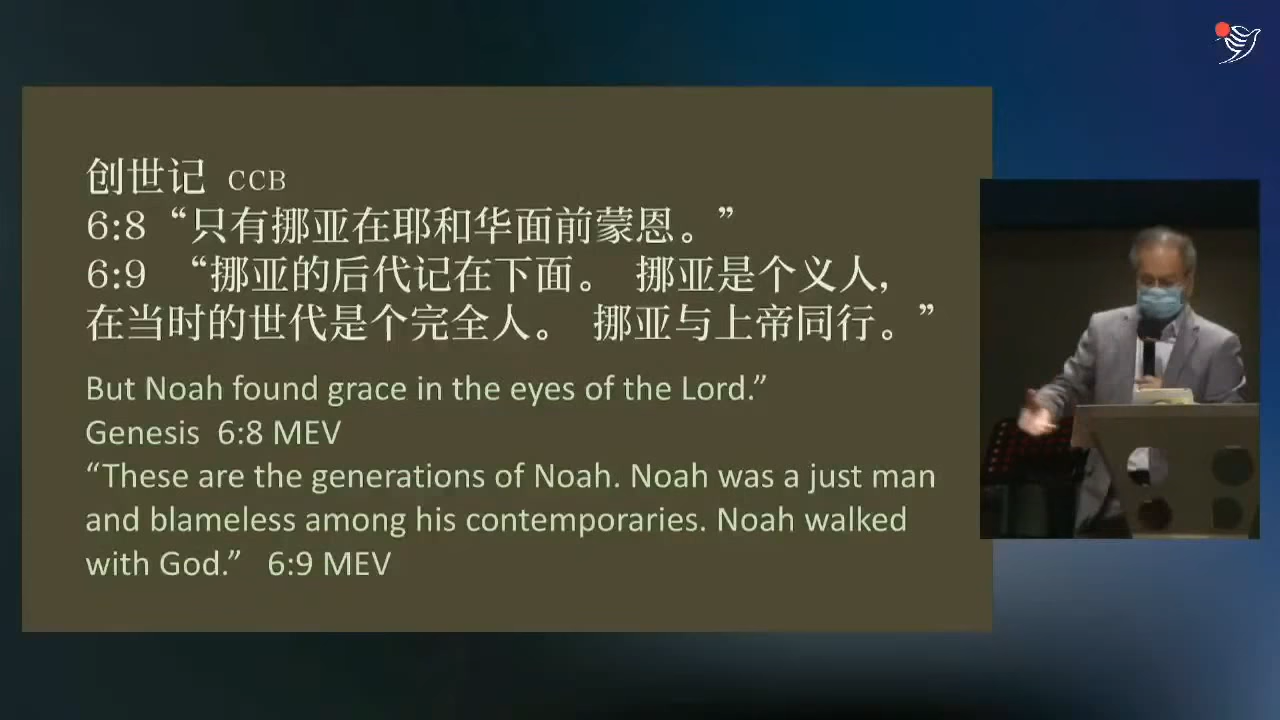 创世记 CCB
6:8 “只有挪亚在耶和华面前蒙恩。”
6:9 “挪亚的后代记在下面。 挪亚是个义人，
在当时的世代是个完全人。 挪亚与上帝同行。”
But Noah found grace in the eyes of the Lord.”
Genesis 6:8 MEV
“These are the generations of Noah. Noah was a just man
and blameless among his contemporaries. Noah walked
with God.” 6:9 MEV